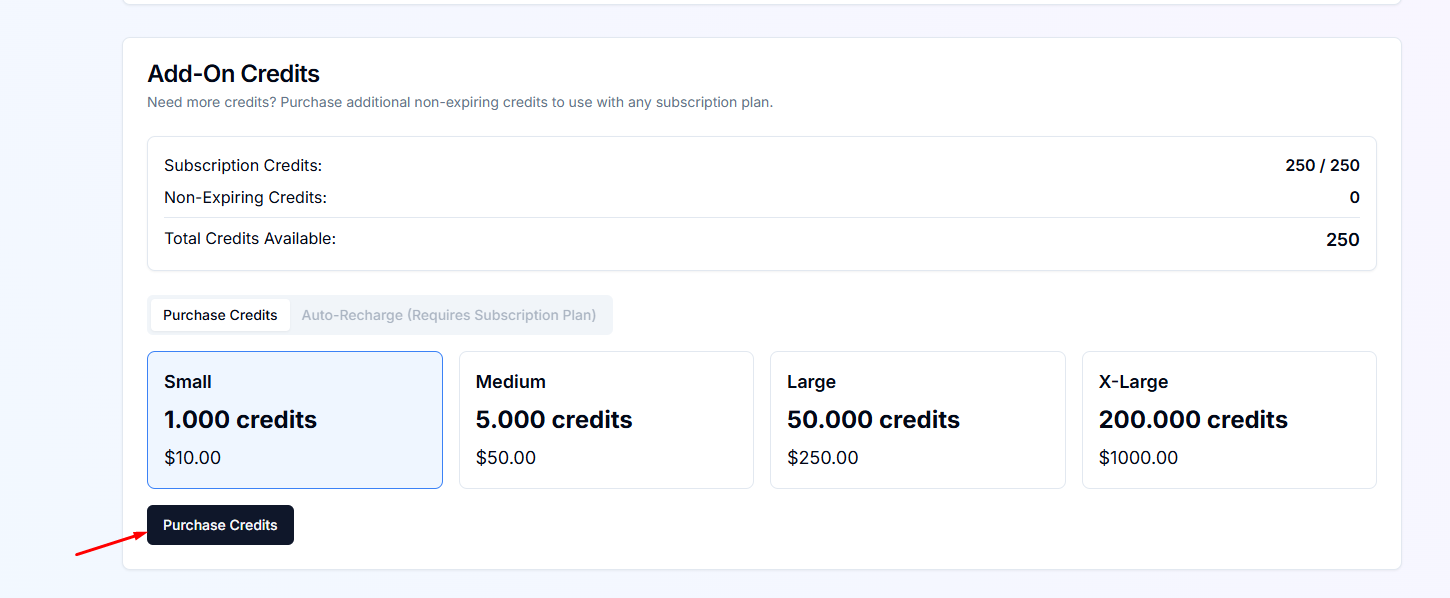 Add-On Credits
Need more credits? Purchase additional non-expiring credits to use with any subscription plan.
Subscription Credits: 250 / 250
Non-Expiring Credits: 0
Total Credits Available: 250
Purchase Credits Auto-Recharge (Requires Subscription Plan)
Small
1.000 credits
$10.00
Medium
5.000 credits
$50.00
Large
50.000 credits
$250.00
X-Large
200.000 credits
$1000.00
Purchase Credits